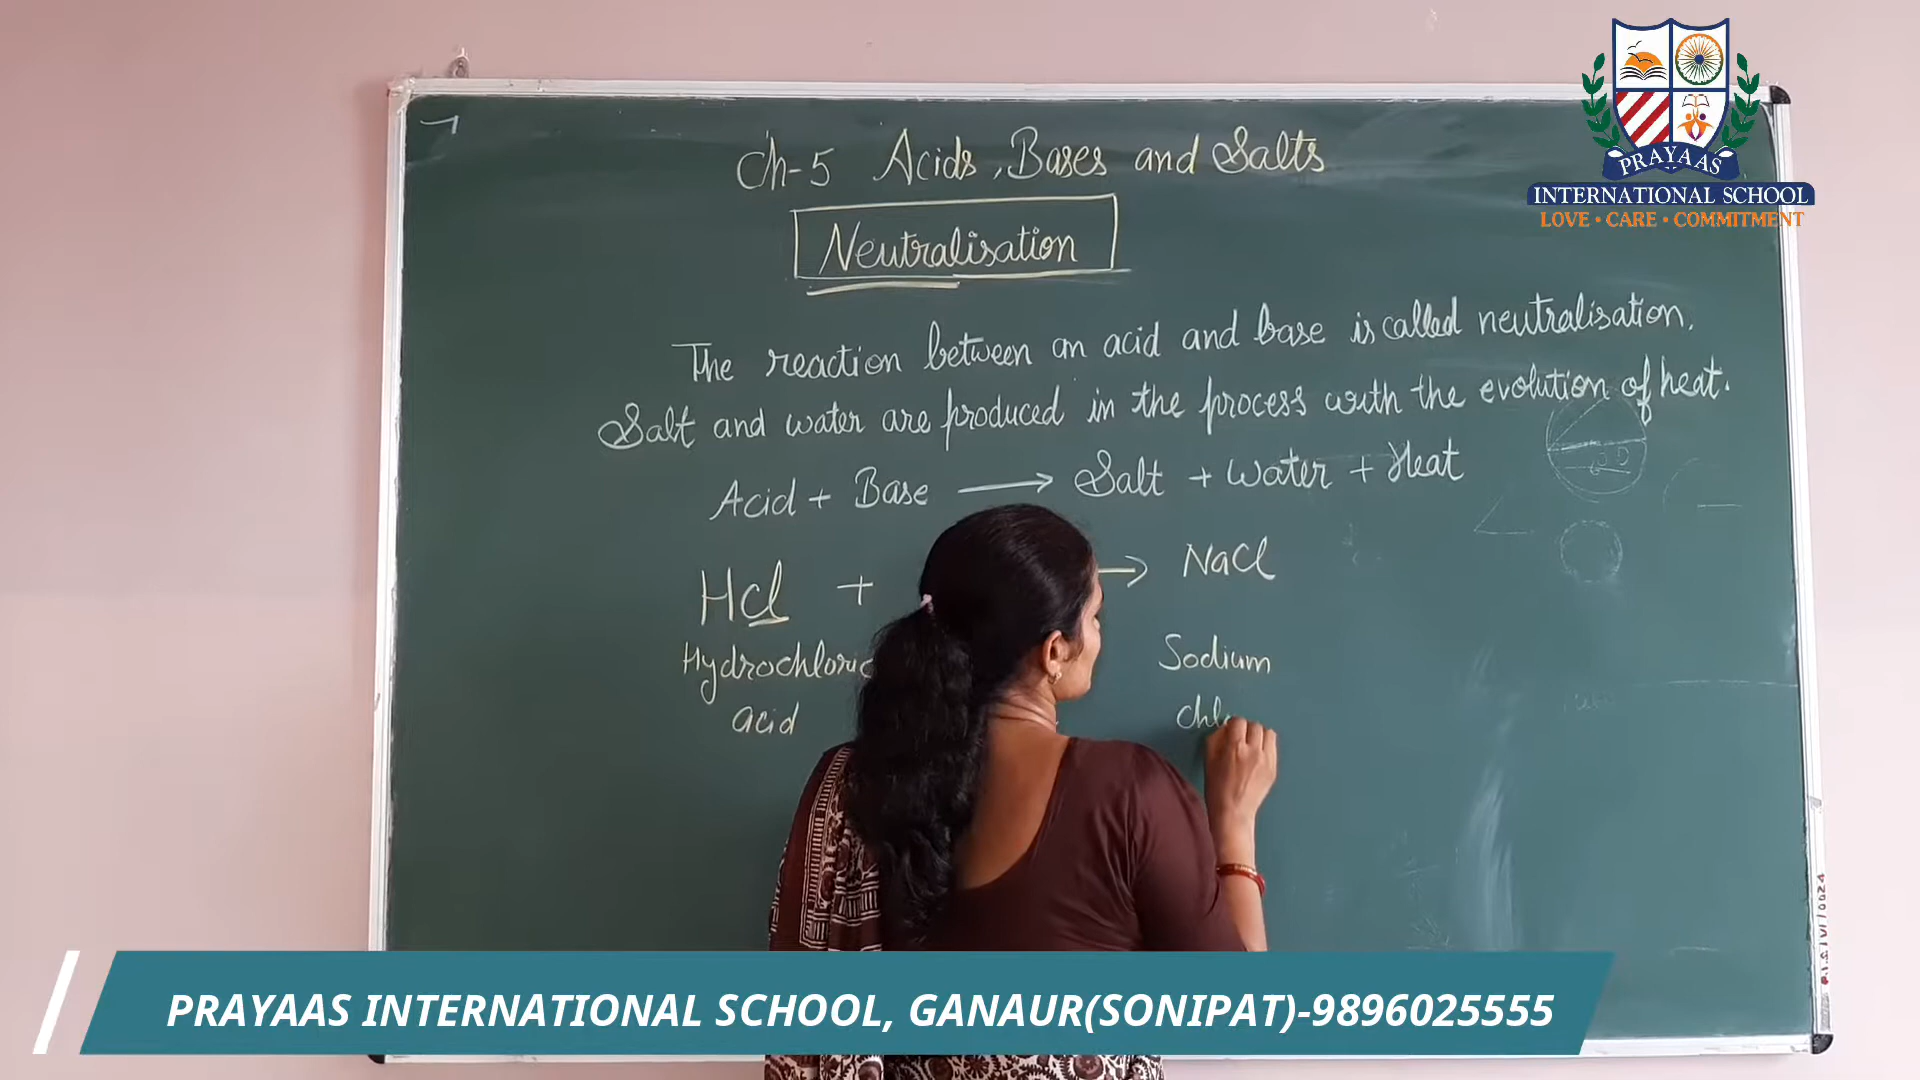 Ch-5 Acids, Bases and Salts
Neutralisation
The reaction between an acid and base is called neutralisation.
Salt and water are produced in the process with the evolution of heat.
Acid + Base → Salt + Water + Heat
HCl + → NaCl
Hydrochloric Sodium
acid chl
PRAYAAS
INTERNATIONAL SCHOOL
LOVE • CARE • COMMITMENT
PRAYAAS INTERNATIONAL SCHOOL, GANAUR(SONIPAT)-9896025555